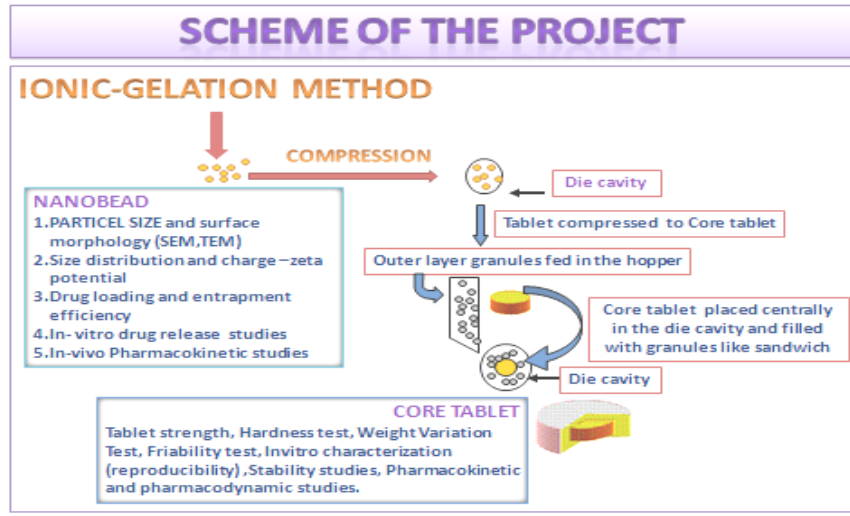 SCHEME OF THE PROJECT
IONIC-GELATION METHOD
COMPRESSION
Die cavity
NANOBEAD
1.PARTICEL SIZE and surface
morphology (SEM,TEM)
2.Size distribution and charge –zeta
potential
3.Drug loading and entrapment
efficiency
4.In- vitro drug release studies
5.In-vivo Pharmacokinetic studies
Tablet compressed to Core tablet
Outer layer granules fed in the hopper
Core tablet placed centrally
in the die cavity and filled
with granules like sandwich
Die cavity
CORE TABLET
Tablet strength, Hardness test, Weight Variation
Test, Friability test, Invitro characterization
(reproducibility) ,Stability studies, Pharmacokinetic
and pharmacodynamic studies.